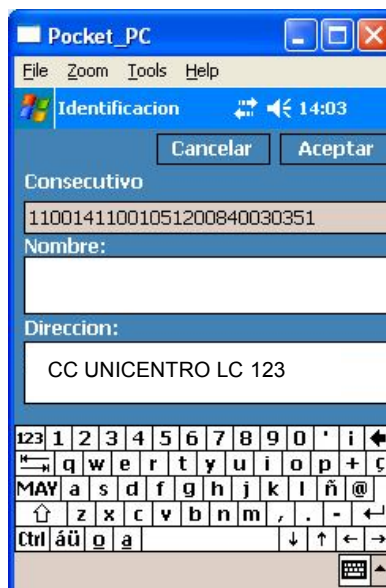 Pocket_PC
File Zoom Tools Help
Identificacion 14:03
Cancelar Aceptar
Consecutivo
11001411001051200840030351
Nombre:
Direccion:
CC UNICENTRO LC 123
123 1 2 3 4 5 6 7 8 9 0 ' i
q w e r t y u i o p + ç
MAY a s d f g h j k l ñ @
z x c v b n m , . -
Ctrl áü o a